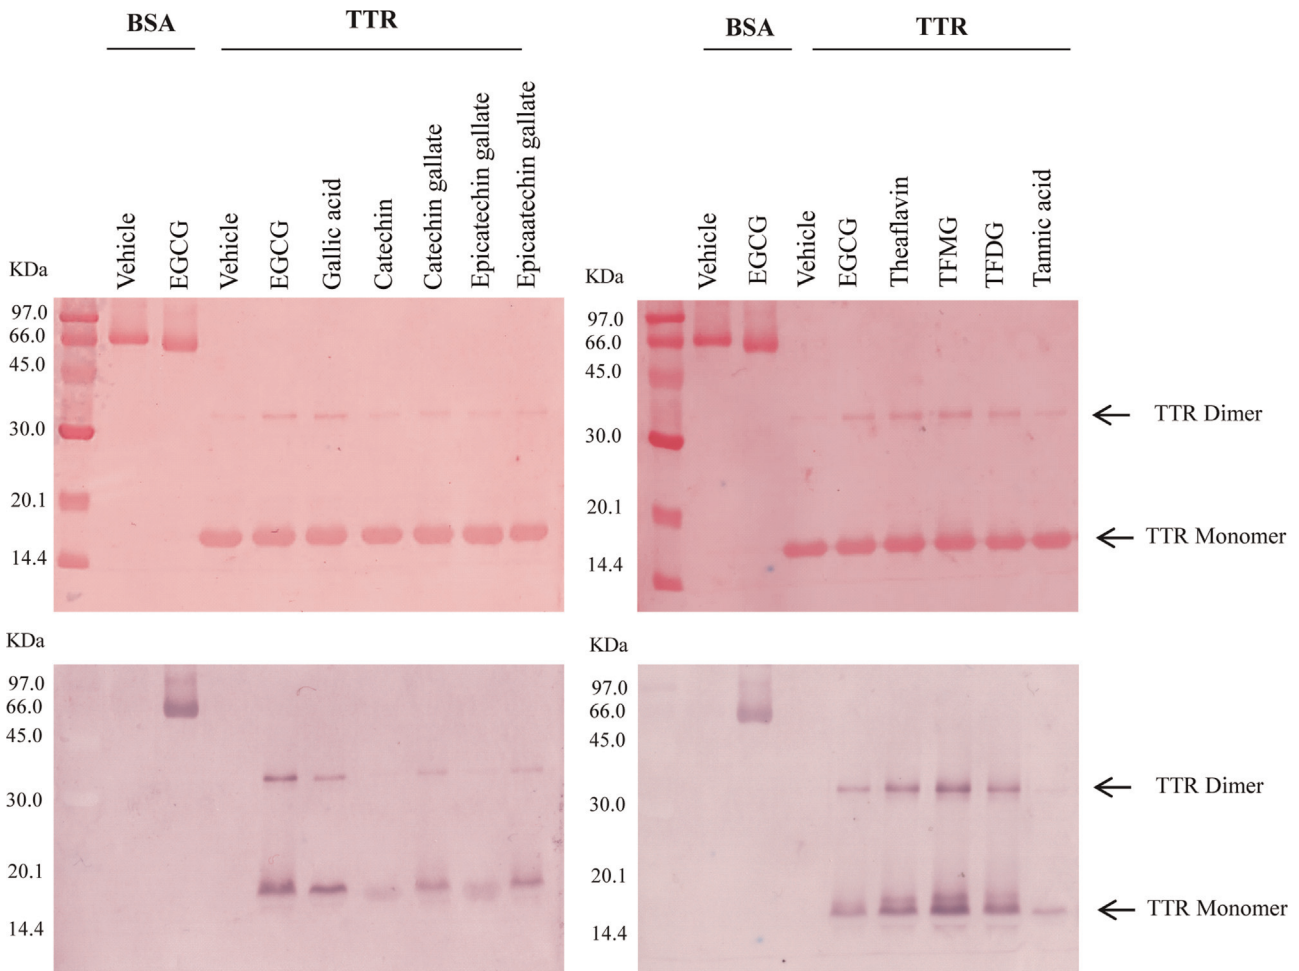 BSA
TTR
Vehicle
EGCG
Vehicle
EGCG
Gallic acid
Catechin
Catechin gallate
Epicatechin gallate
Epicaatechin gallate
KDa
97.0
66.0
45.0
30.0
20.1
14.4
BSA
TTR
Vehicle
EGCG
Vehicle
EGCG
Theaflavin
TFMG
TFDG
Tannic acid
KDa
97.0
66.0
45.0
30.0
20.1
14.4
TTR Dimer
TTR Monomer
KDa
97.0
66.0
45.0
30.0
20.1
14.4
KDa
97.0
66.0
45.0
30.0
20.1
14.4
TTR Dimer
TTR Monomer